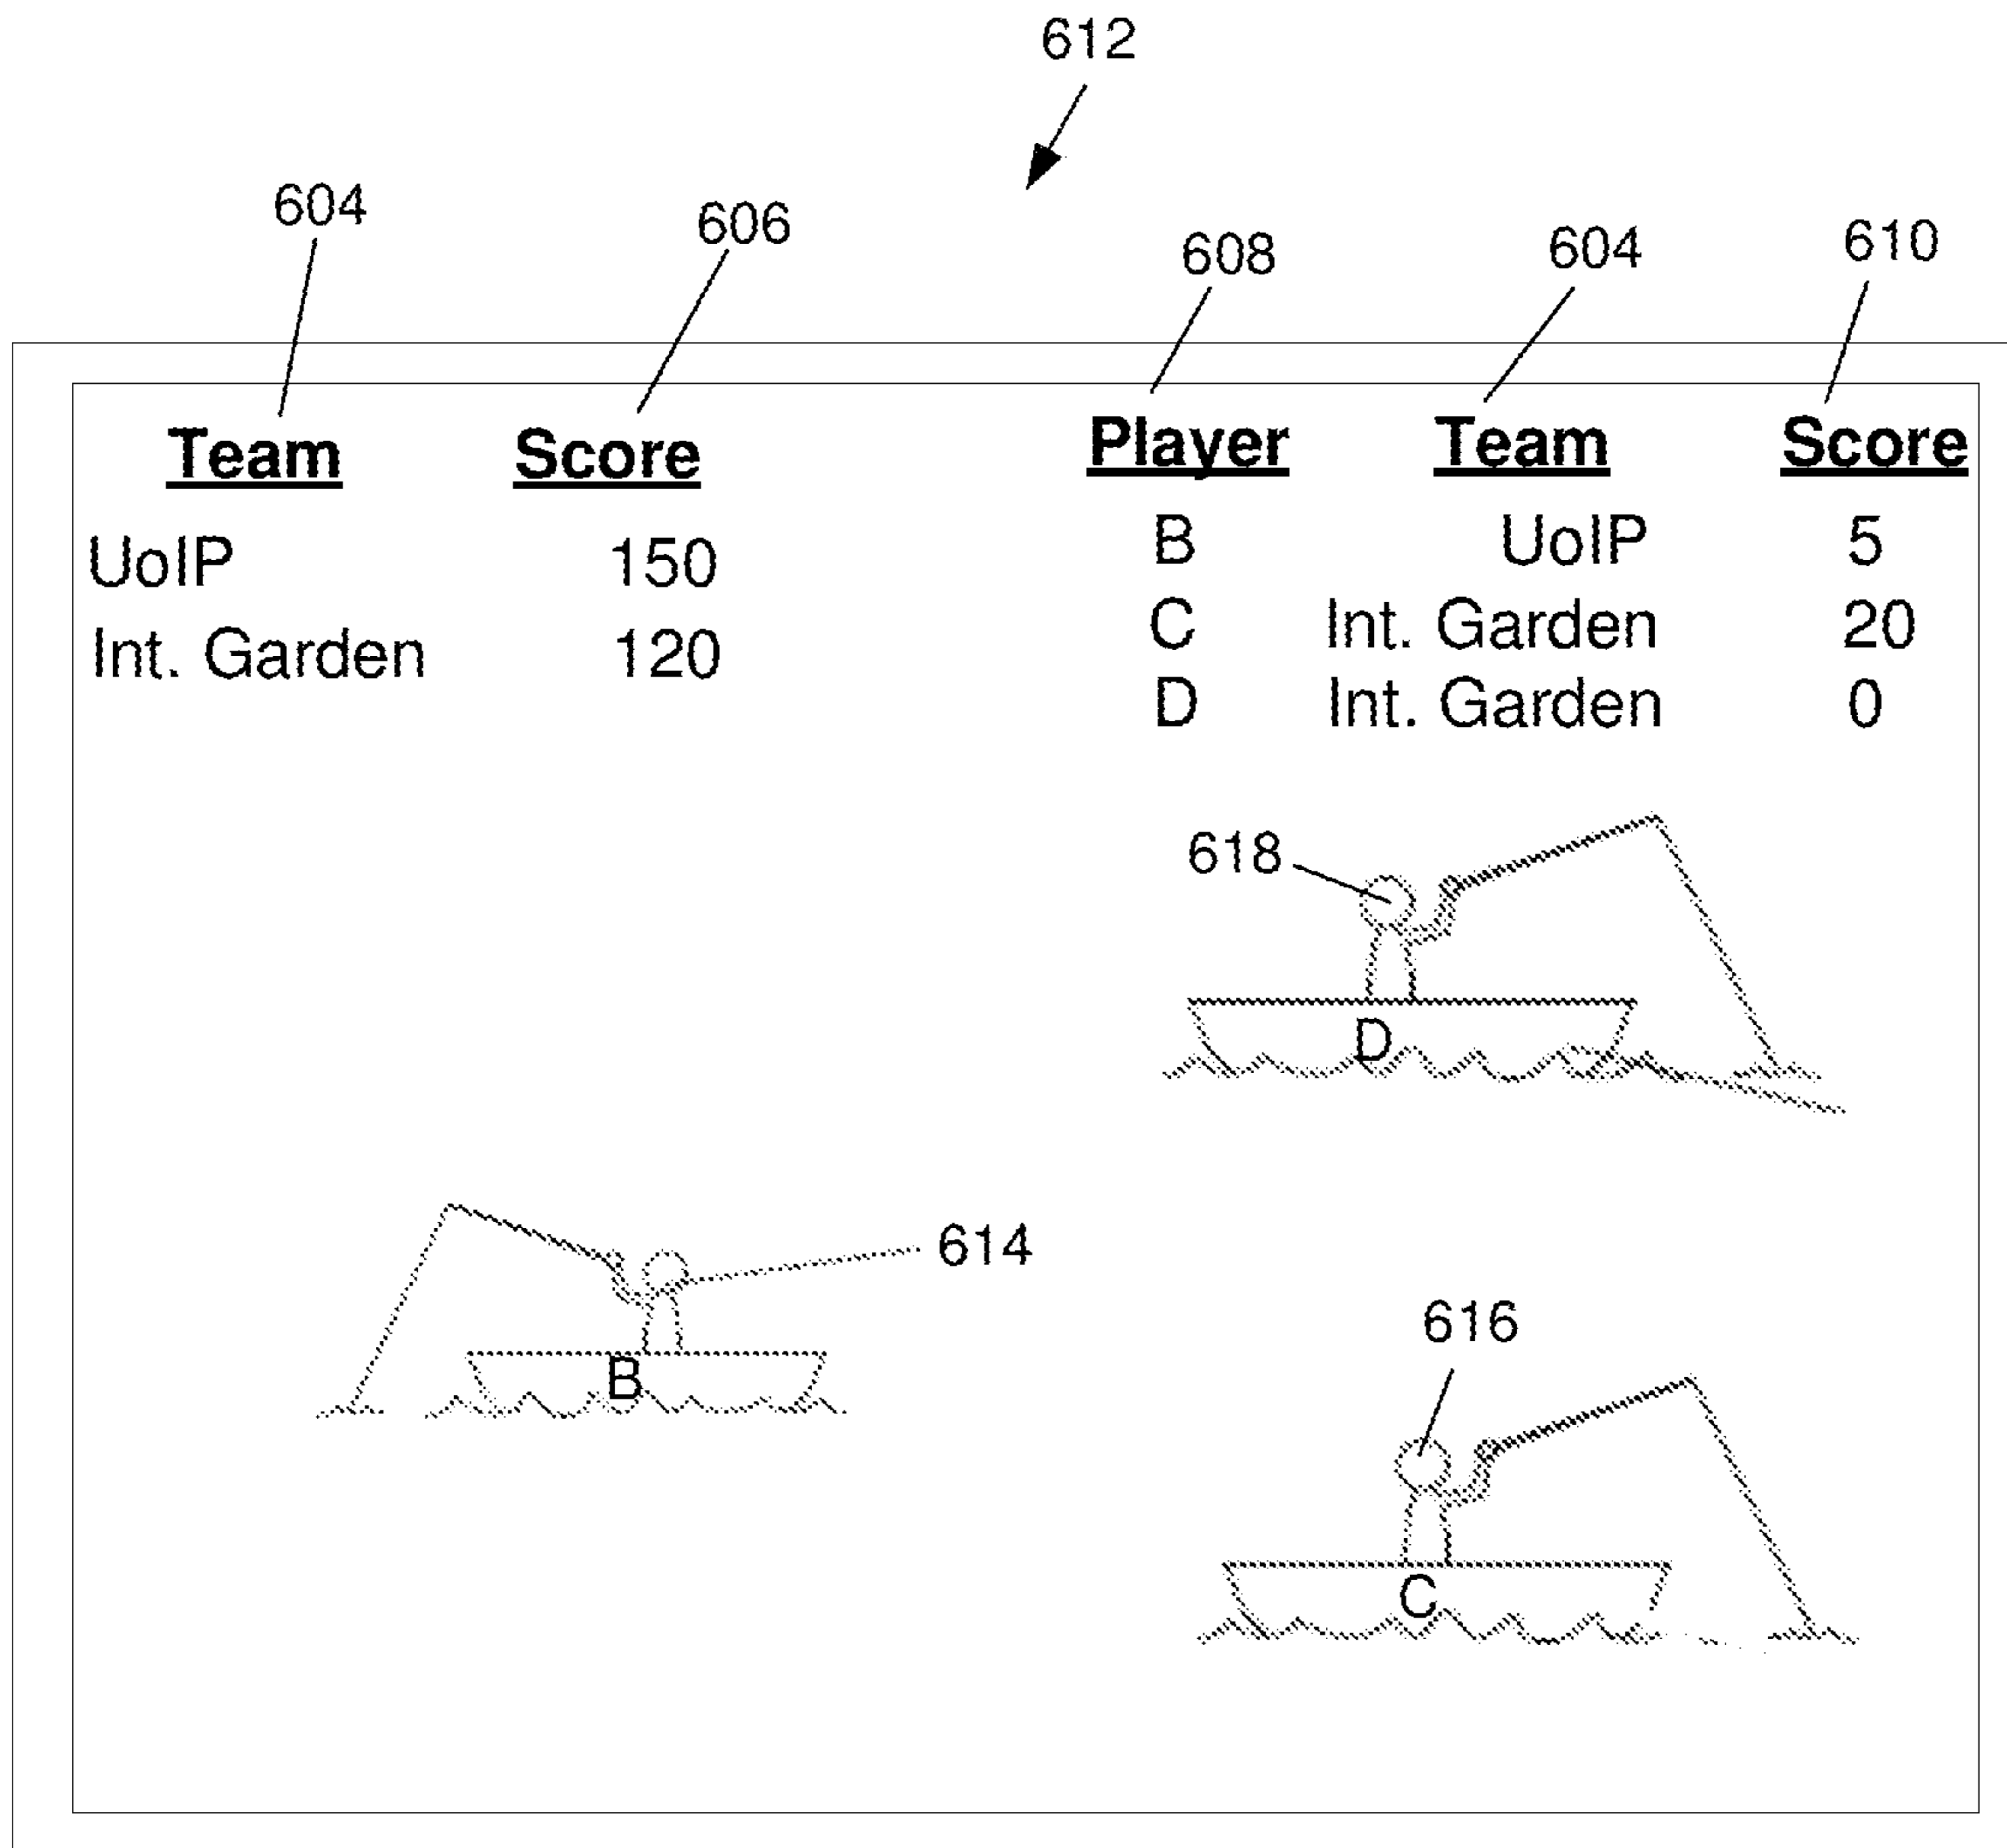 612
604
606
608
604
610
Team Score
Player Team Score
UoIP 150
Int. Garden 120
B UoIP 5
C Int. Garden 20
D Int. Garden 0
618
D
614
B
616
C